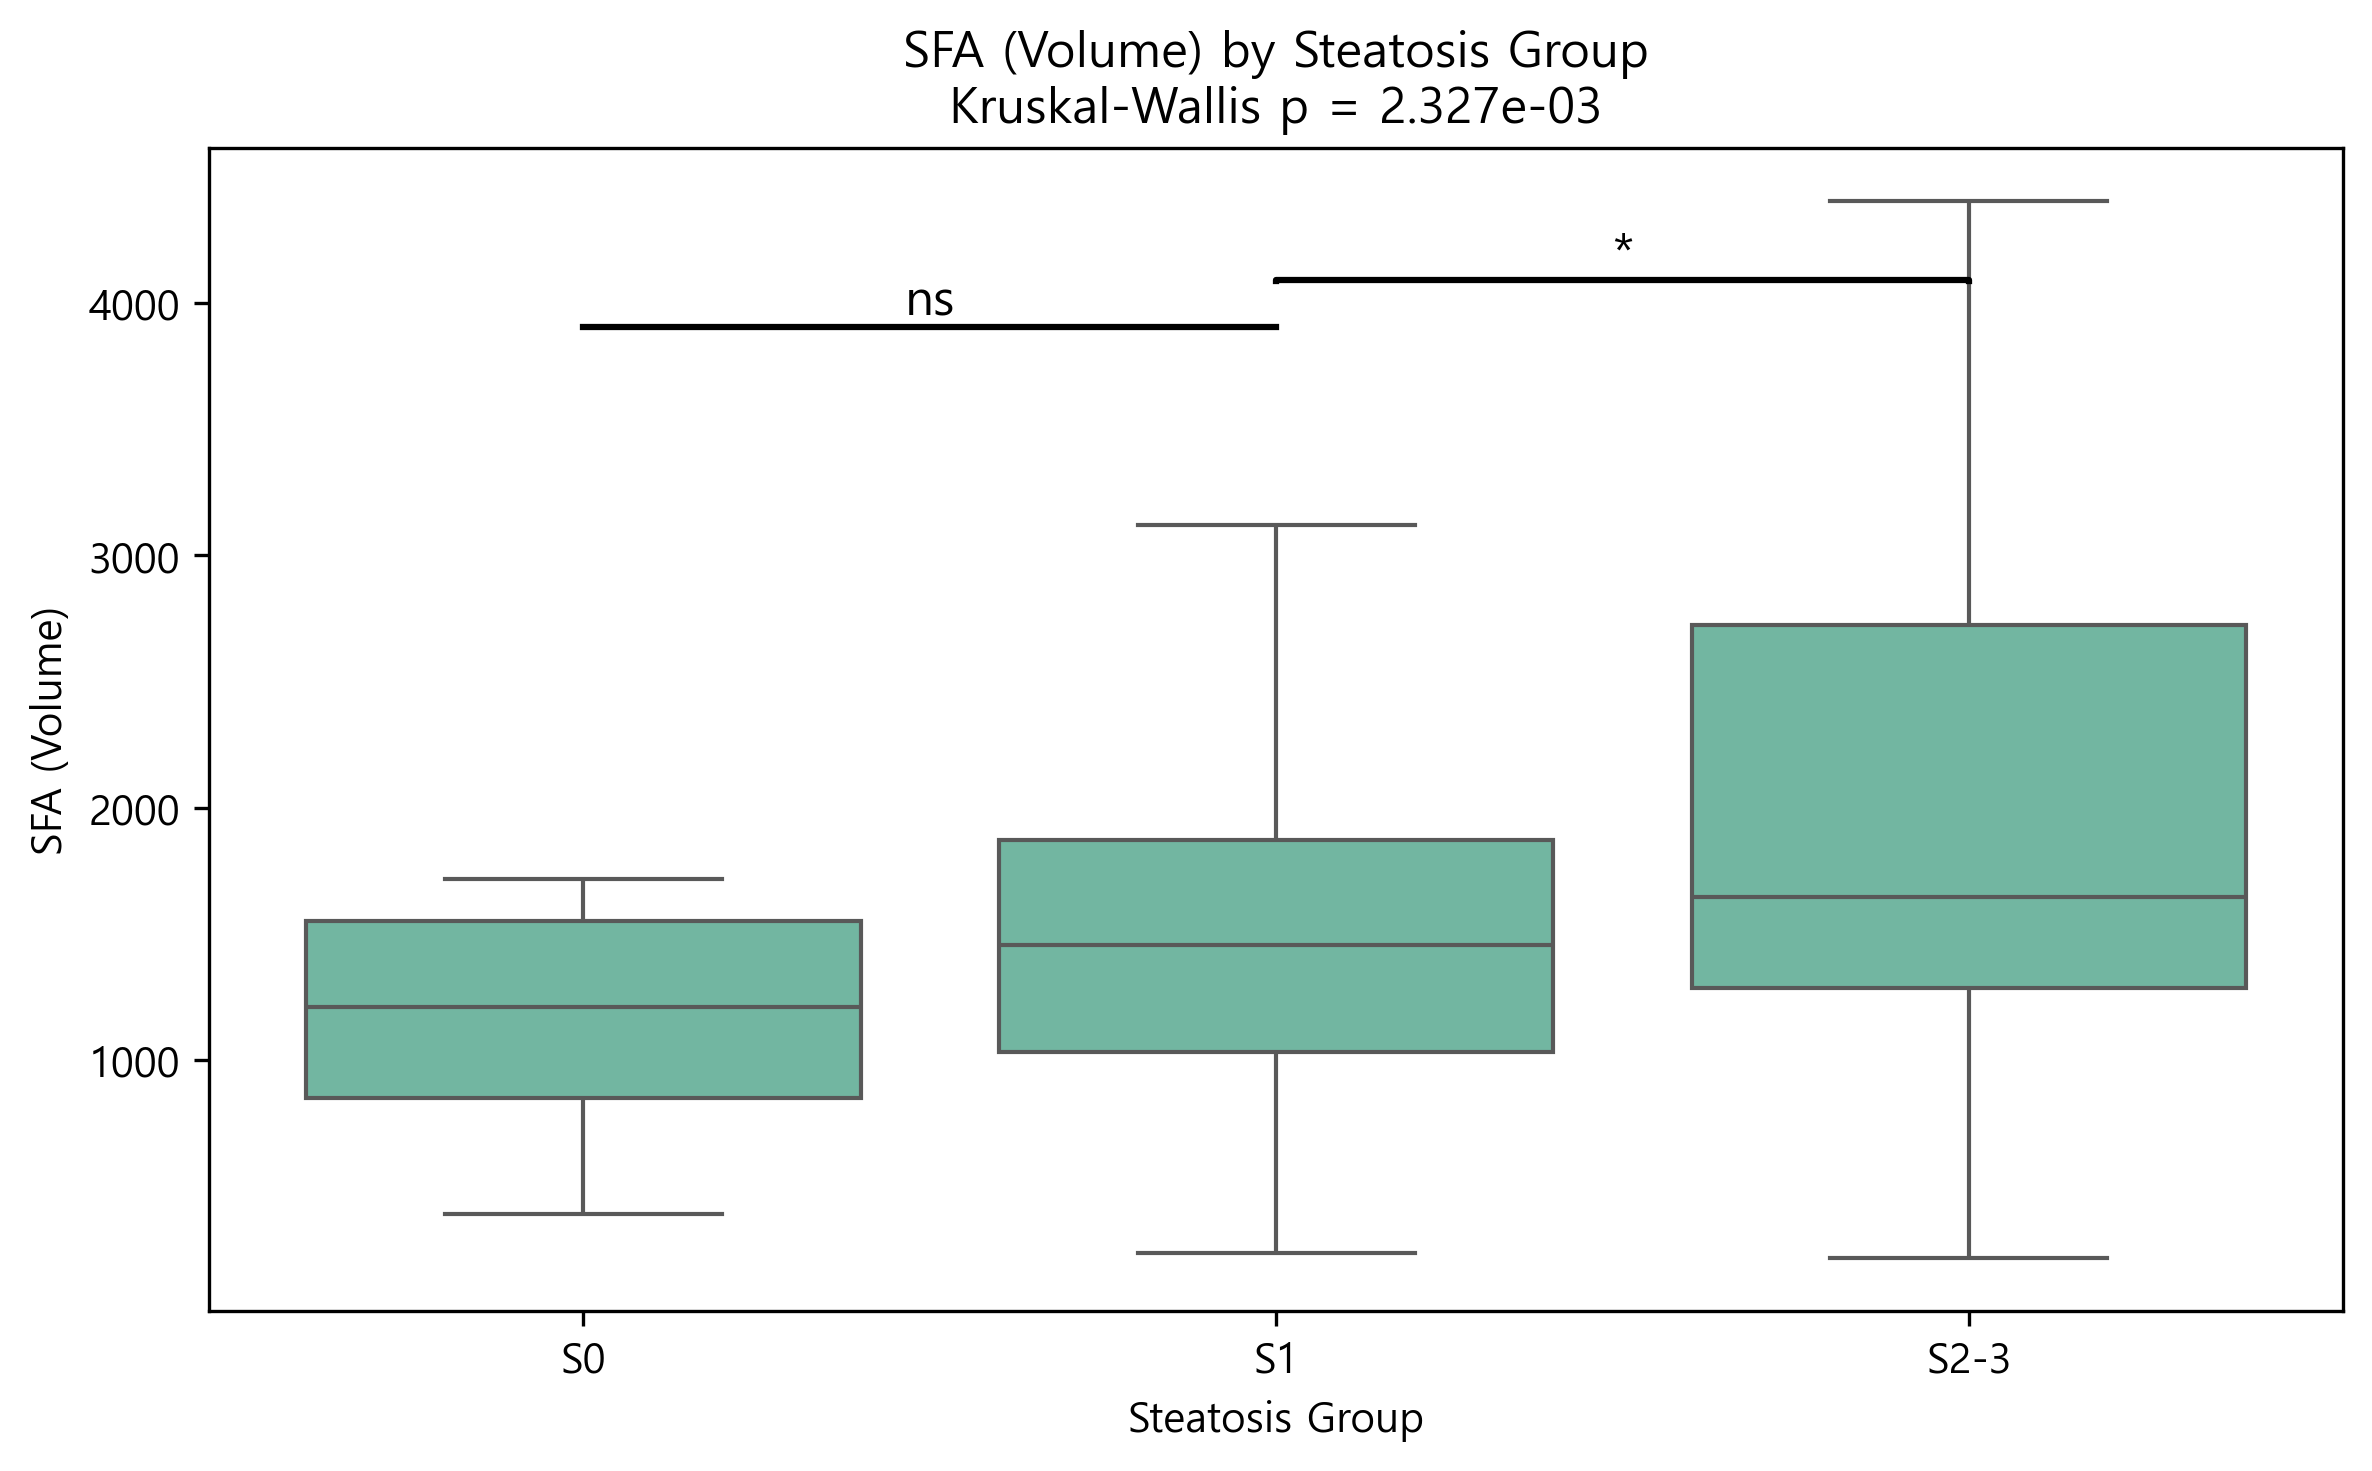 SFA (Volume) by Steatosis Group
Kruskal-Wallis p = 2.327e-03
*
ns
4000
3000
2000
1000
SFA (Volume)
S0
S1
S2-3
Steatosis Group